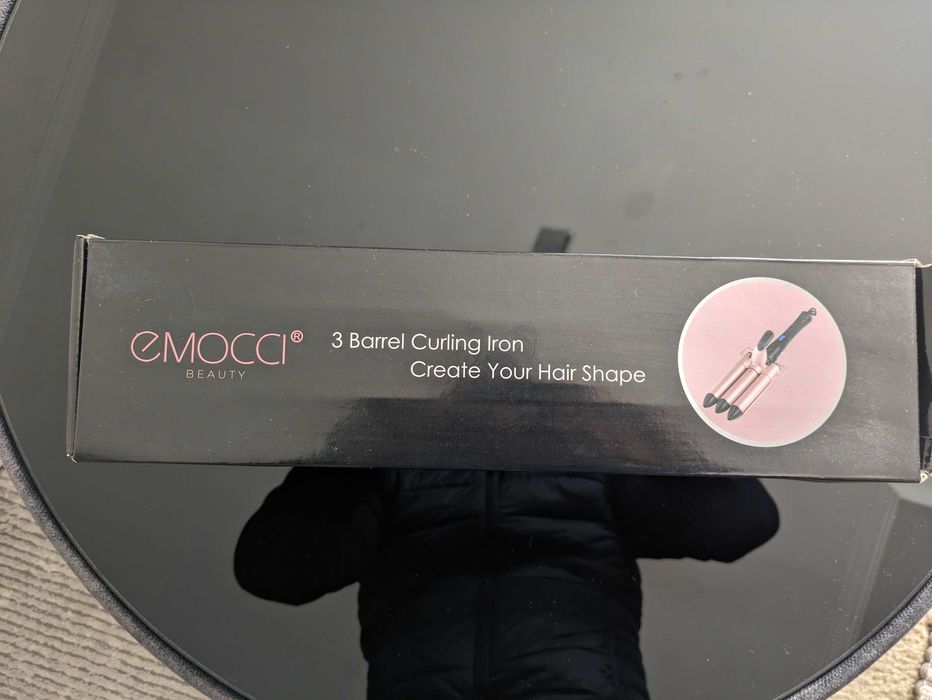 eMOCCI®
BEAUTY
3 Barrel Curling Iron
Create Your Hair Shape